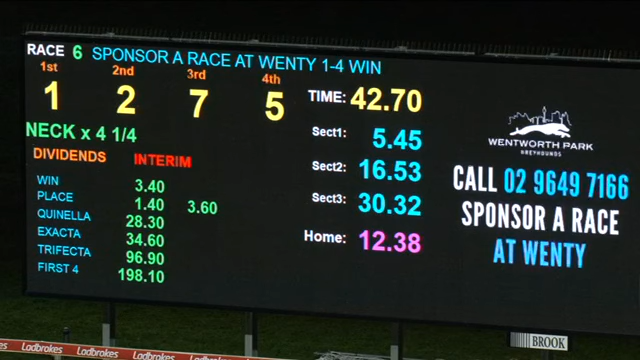 RACE 6 SPONSOR A RACE AT WENTY 1-4 WIN
1st 2nd 3rd 4th
1 2 7 5
NECK x 4 1/4
DIVIDENDS INTERIM
WIN 3.40
PLACE 1.40 3.60
QUINELLA 28.30
EXACTA 34.60
TRIFECTA 96.90
FIRST 4 198.10
TIME: 42.70
Sect1: 5.45
Sect2: 16.53
Sect3: 30.32
Home: 12.38
WENTWORTH PARK
GREYHOUNDS
CALL 02 9649 7166
SPONSOR A RACE
AT WENTY
BROOK
Ladbrokes Ladbrokes Ladbrokes Ladbrokes